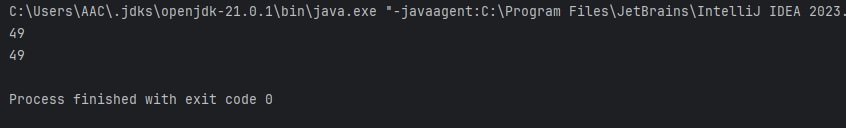 C:\Users\AAC\.jdks\openjdk-21.0.1\bin\java.exe "-javaagent:C:\Program Files\JetBrains\IntelliJ IDEA 2023.
49
49
Process finished with exit code 0